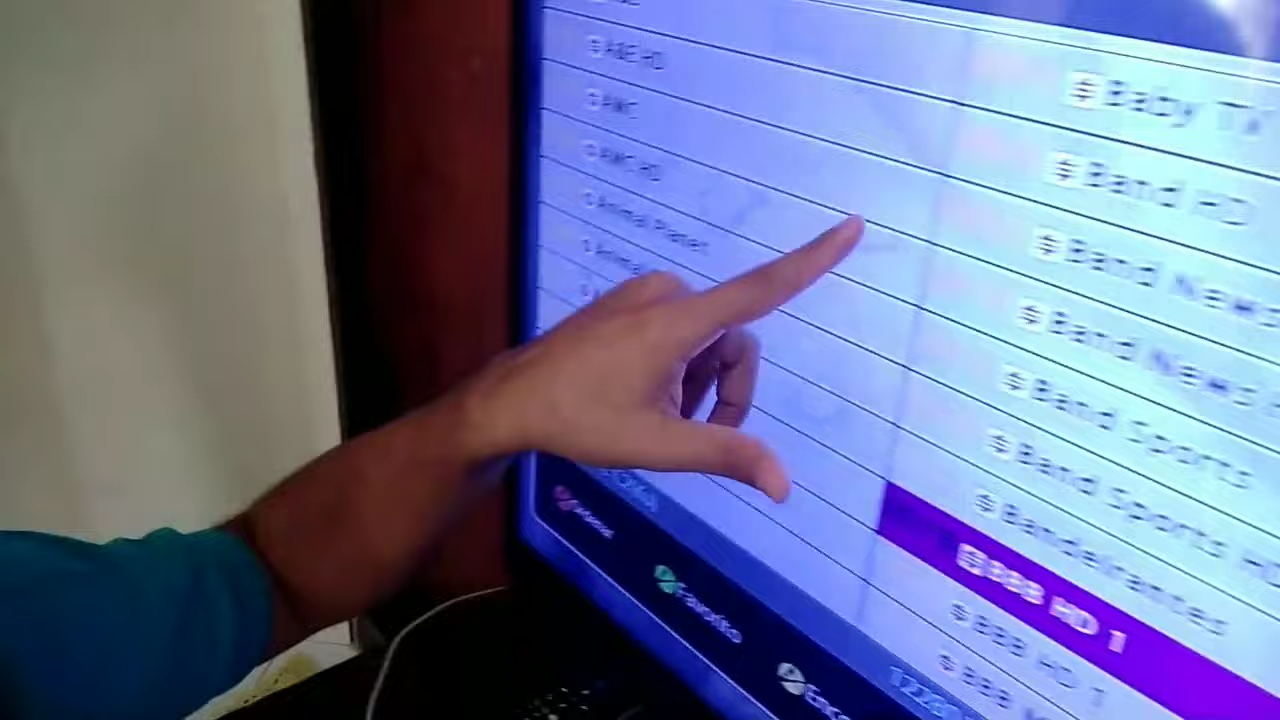 A&E HD
AMC
AMC HD
Animal Planet
Baby TV
Band HD
Band News
Band News
Band Sports
Band Sports HD
Bandeirantes
BBB HD 1
BBB HD 1
BBB
Favorito